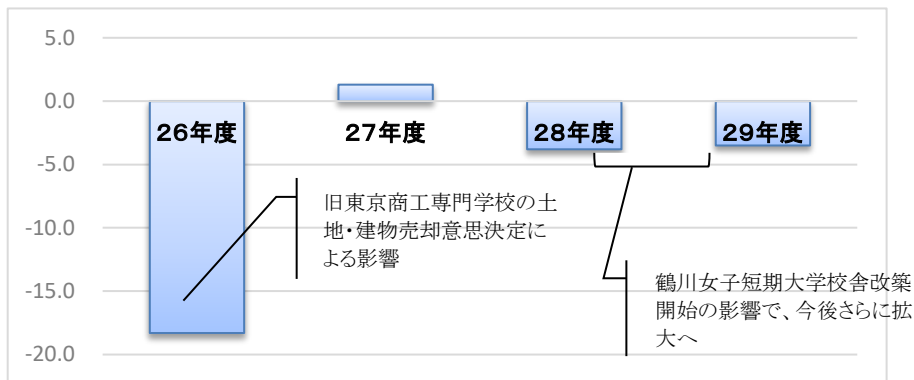 5.0
0.0
-5.0
-10.0
-15.0
-20.0
26年度
27年度
28年度
29年度
旧東京商工専門学校の土
地・建物売却意思決定に
よる影響
鶴川女子短期大学校舎改築
開始の影響で、今後さらに拡
大へ